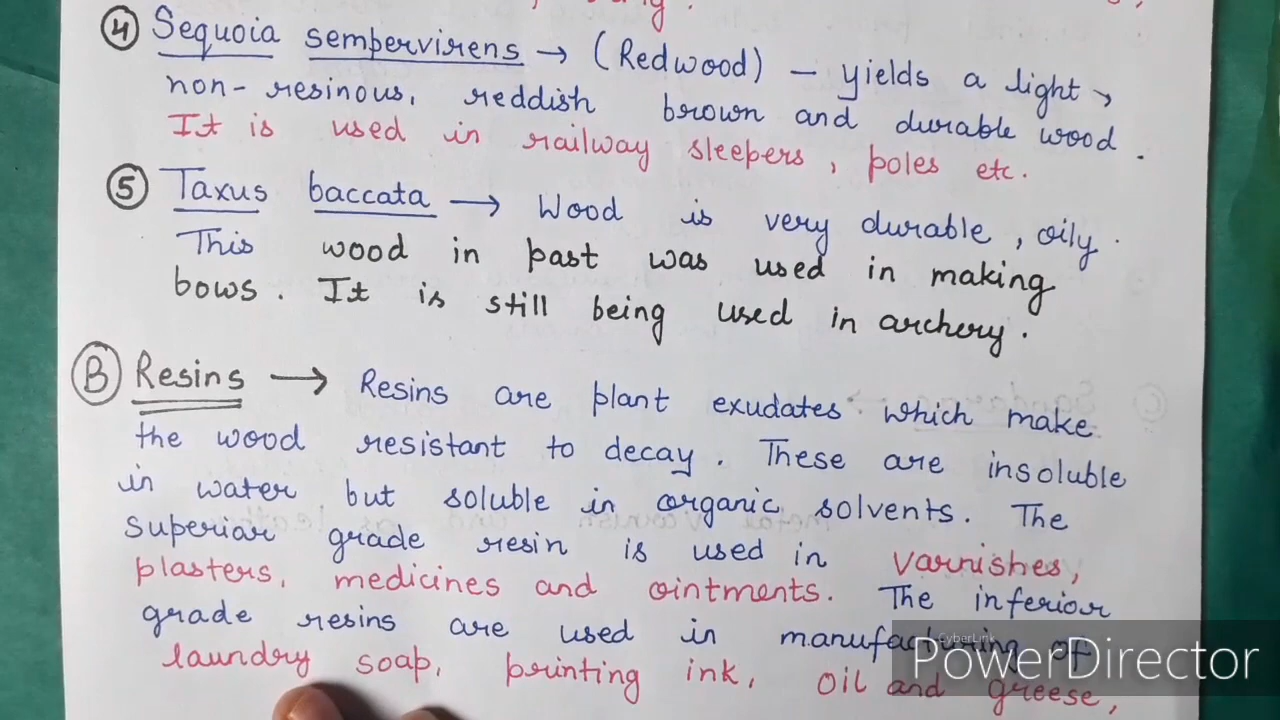 ④ Sequoia sempervirens → (Redwood) – yields a light,
non-resinous, reddish brown and durable wood.
It is used in railway sleepers, poles etc.
⑤ Taxus baccata → Wood is very durable, oily.
This wood in past was used in making
bows. It is still being used in archery.
Ⓑ Resins → Resins are plant exudates which make
the wood resistant to decay. These are insoluble
in water but soluble in organic solvents. The
superiar grade resin is used in varnishes,
plasters, medicines and ointments. The inferior
grade resins are used in manufacturing of
laundry soap, printing ink, oil and greese,
CyberLink
PowerDirector